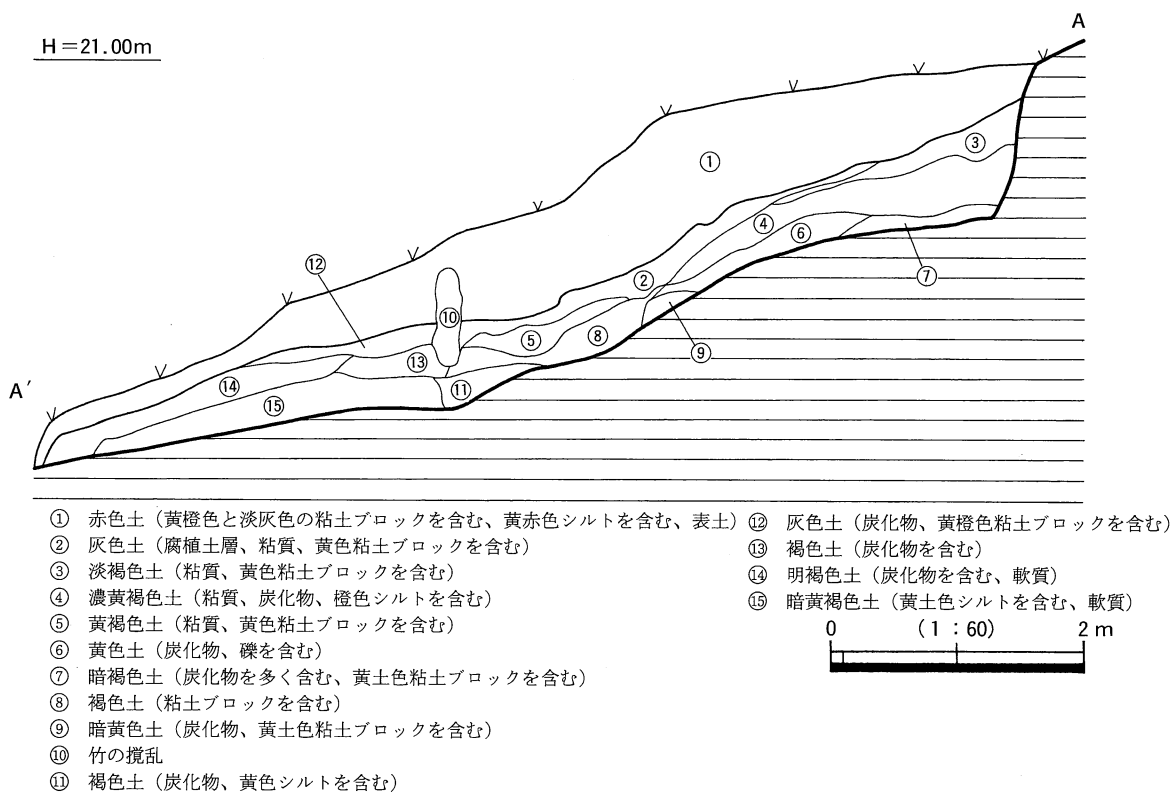 A
H=21.00m
①
③
④
⑥
⑦
⑫
②
⑩
⑤
⑧
⑨
⑬
⑪
⑭
⑮
A′
① 赤色土（黄橙色と淡灰色の粘土ブロックを含む、黄赤色シルトを含む、表土）
② 灰色土（腐植土層、粘質、黄色粘土ブロックを含む）
③ 淡褐色土（粘質、黄色粘土ブロックを含む）
④ 濃黄褐色土（粘質、炭化物、橙色シルトを含む）
⑤ 黄褐色土（粘質、黄色粘土ブロックを含む）
⑥ 黄色土（炭化物、礫を含む）
⑦ 暗褐色土（炭化物を多く含む、黄土色粘土ブロックを含む）
⑧ 褐色土（粘土ブロックを含む）
⑨ 暗黄色土（炭化物、黄土色粘土ブロックを含む）
⑩ 竹の撹乱
⑪ 褐色土（炭化物、黄色シルトを含む）
⑫ 灰色土（炭化物、黄橙色粘土ブロックを含む）
⑬ 褐色土（炭化物を含む）
⑭ 明褐色土（炭化物を含む、軟質）
⑮ 暗黄褐色土（黄土色シルトを含む、軟質）
0 （1：60） 2m